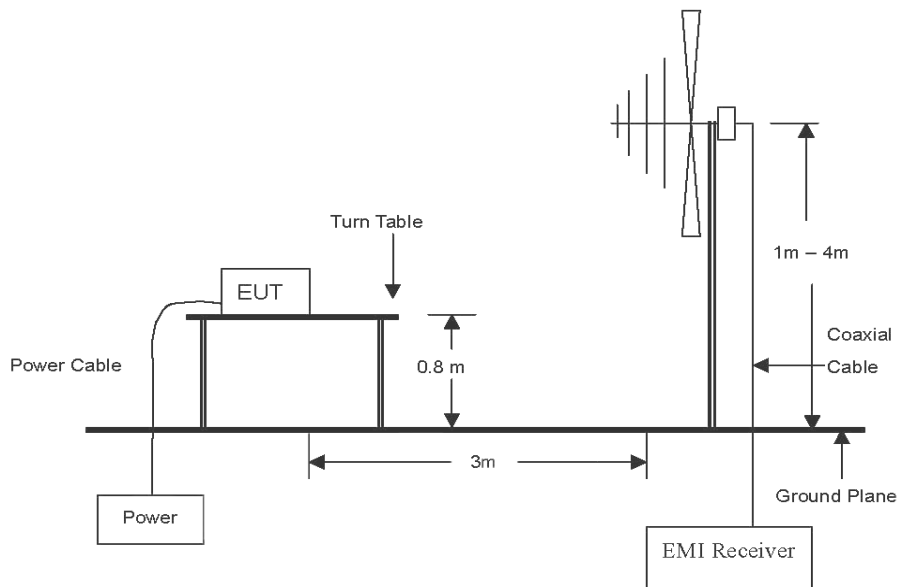 Turn Table
1m – 4m
EUT
0.8 m
Coaxial
Cable
Power Cable
3m
Ground Plane
Power
EMI Receiver